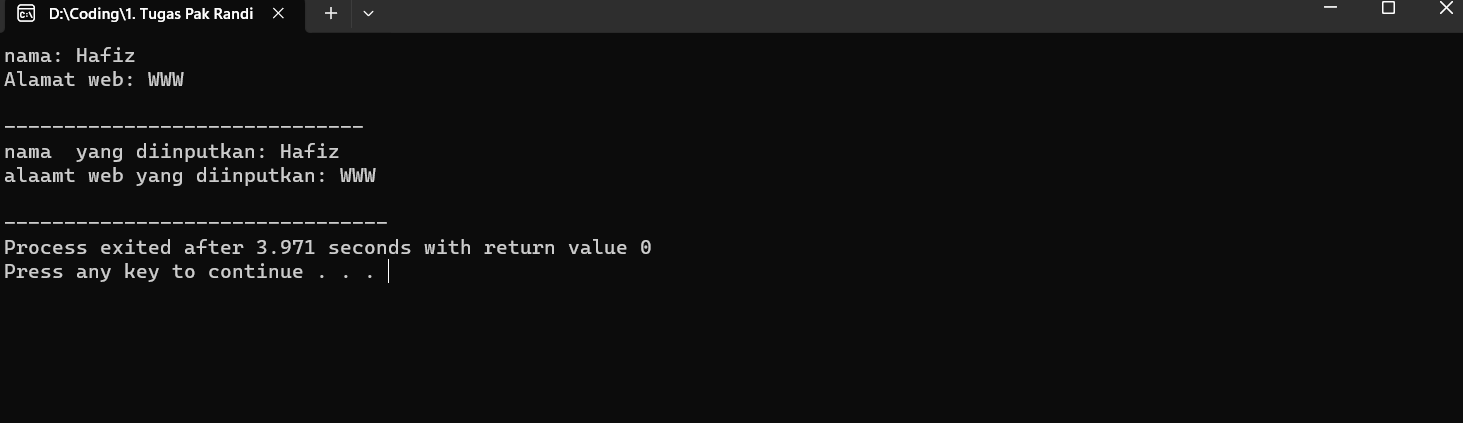 D:\Coding\1. Tugas Pak Randi
nama: Hafiz
Alamat web: WWW
------------------------------
nama  yang diinputkan: Hafiz
alaamt web yang diinputkan: WWW
--------------------------------
Process exited after 3.971 seconds with return value 0
Press any key to continue . . .